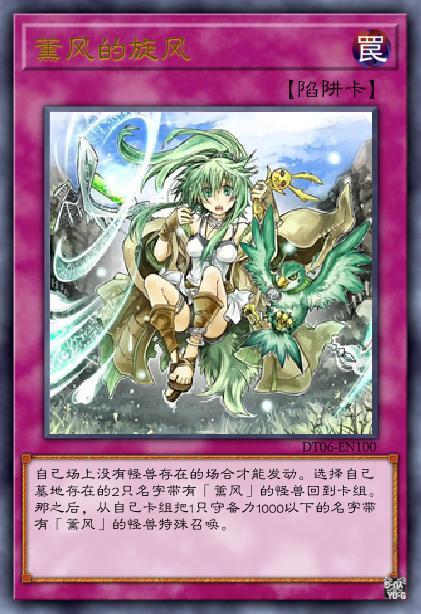 薰风的旋风
罠
【陷阱卡】
DT06-EN100
自己场上没有怪兽存在的场合才能发动。选择自己
墓地存在的2只名字带有「薰风」的怪兽回到卡组。
那之后，从自己卡组把1只守备力1000以下的名字带
有「薰风」的怪兽特殊召唤。